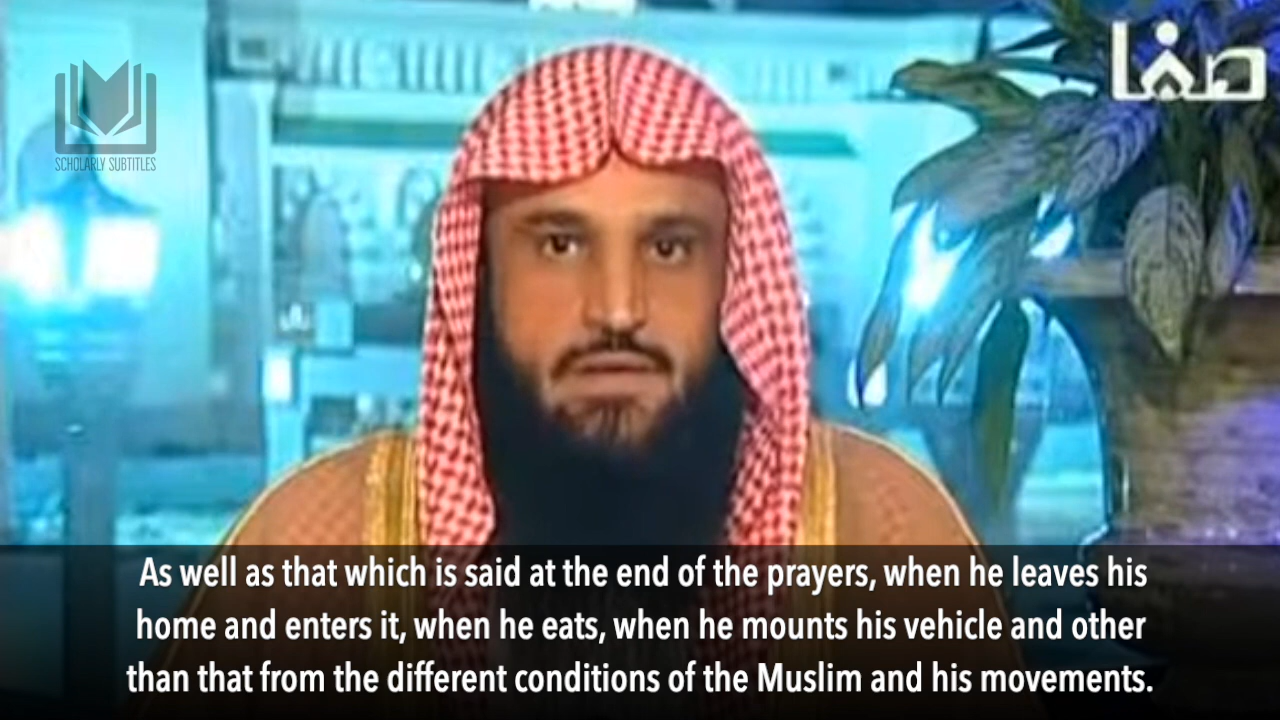 صفا
SCHOLARLY SUBTITLES
As well as that which is said at the end of the prayers, when he leaves his
home and enters it, when he eats, when he mounts his vehicle and other
than that from the different conditions of the Muslim and his movements.